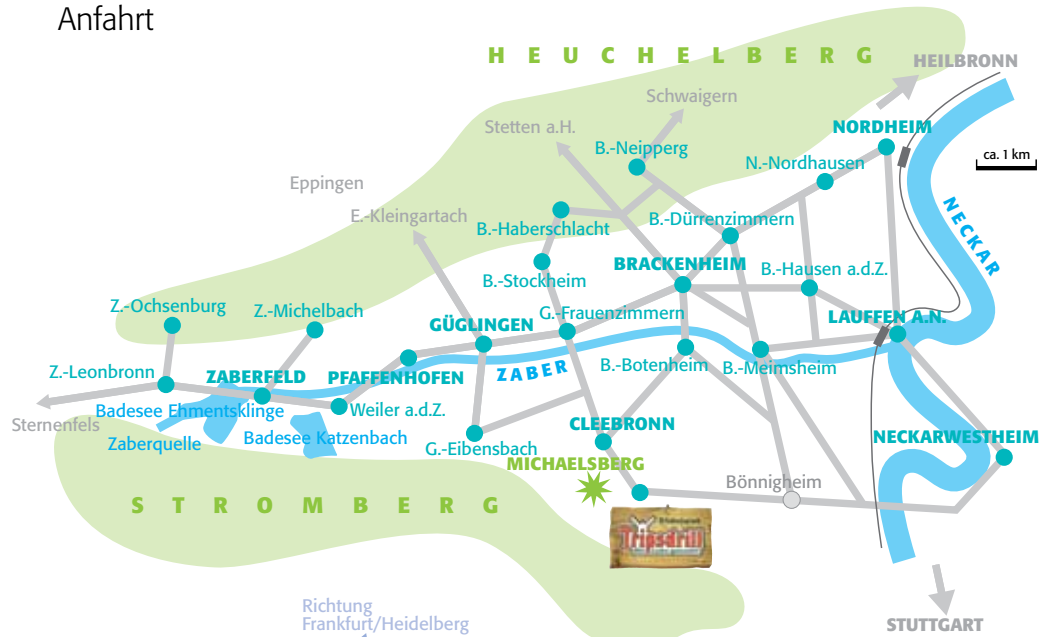 Anfahrt
HEUCHELBERG
HEILBRONN
Schwaigern
Stetten a.H.
NORDHEIM
B.-Neipperg
N.-Nordhausen
ca. 1 km
Eppingen
E.-Kleingartach
B.-Haberschlacht
B.-Dürrenzimmern
NECKAR
BRACKENHEIM
B.-Hausen a.d.Z.
B.-Stockheim
Z.-Ochsenburg
Z.-Michelbach
G.-Frauenzimmern
GÜGLINGEN
LAUFFEN A.N.
Z.-Leonbronn
ZABERFELD
PFAFFENHOFEN
ZABER
B.-Botenheim
B.-Meimsheim
Sternenfels
Badesee Ehmentsklinge
Weiler a.d.Z.
Zaberquelle
Badesee Katzenbach
G.-Eibensbach
CLEEBRONN
NECKARWESTHEIM
MICHAELSBERG
Bönnigheim
STROMBERG
Tripsdrill
Richtung
Frankfurt/Heidelberg
STUTTGART